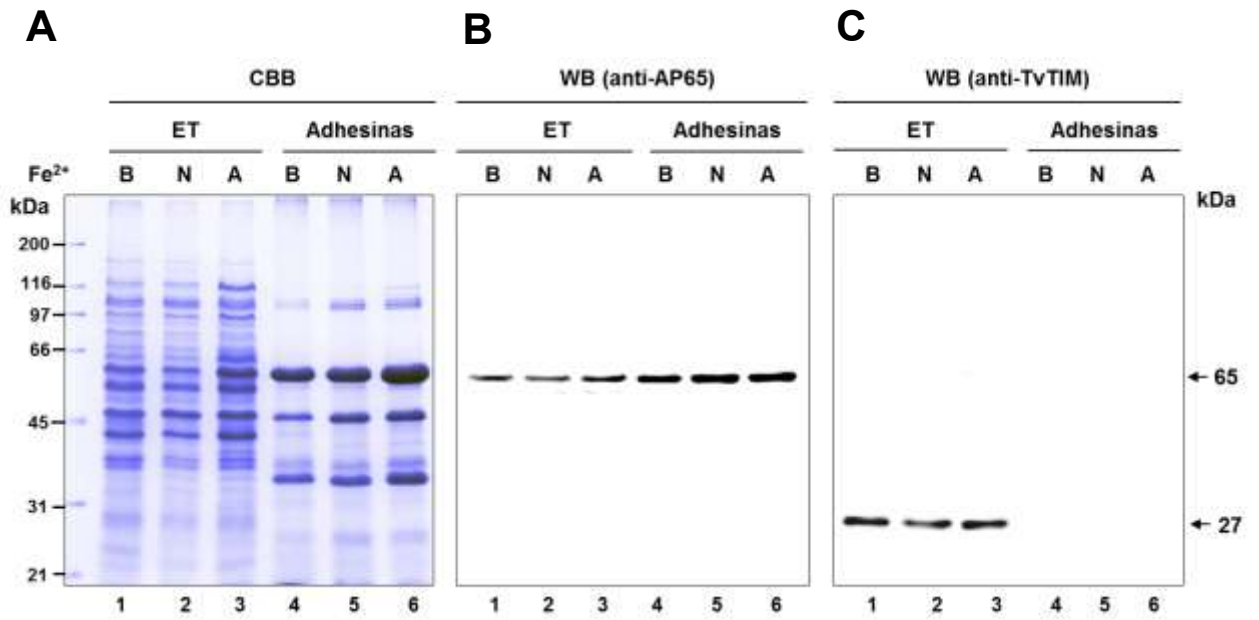 A B C
CBB WB (anti-AP65) WB (anti-TvTIM)
ET Adhesinas ET Adhesinas ET Adhesinas
Fe²⁺ B N A B N A B N A B N A B N A B N A
kDa kDa
200
116
97
66
65
45
31
27
21
1 2 3 4 5 6 1 2 3 4 5 6 1 2 3 4 5 6